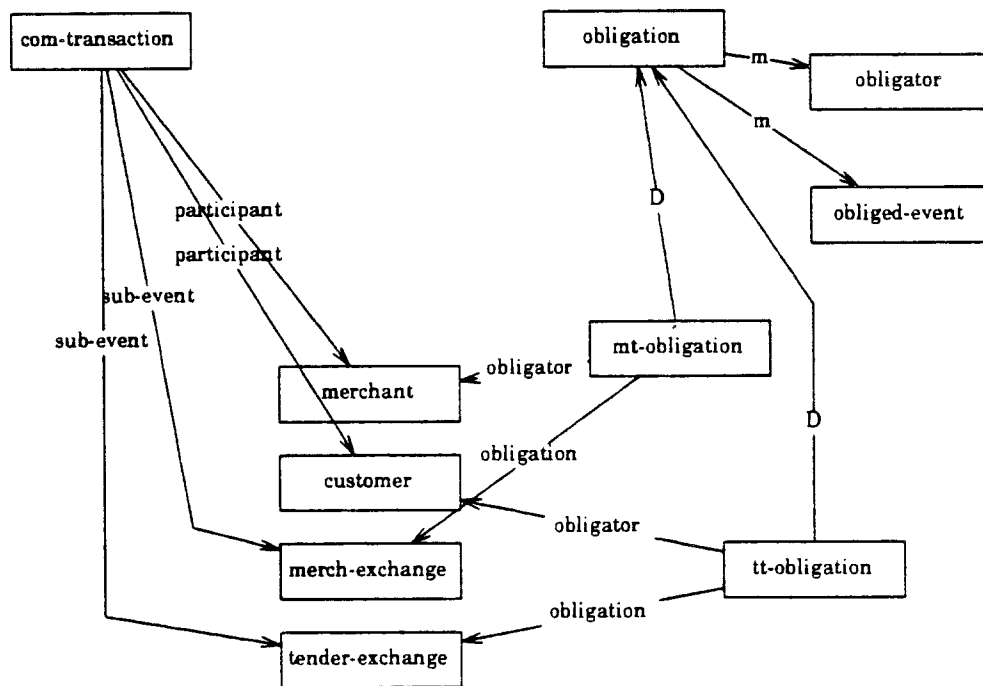 com-transaction
obligation
m
obligator
m
obliged-event
D
participant
participant
sub-event
sub-event
mt-obligation
obligator
merchant
D
obligation
customer
obligator
merch-exchange
tt-obligation
obligation
tender-exchange